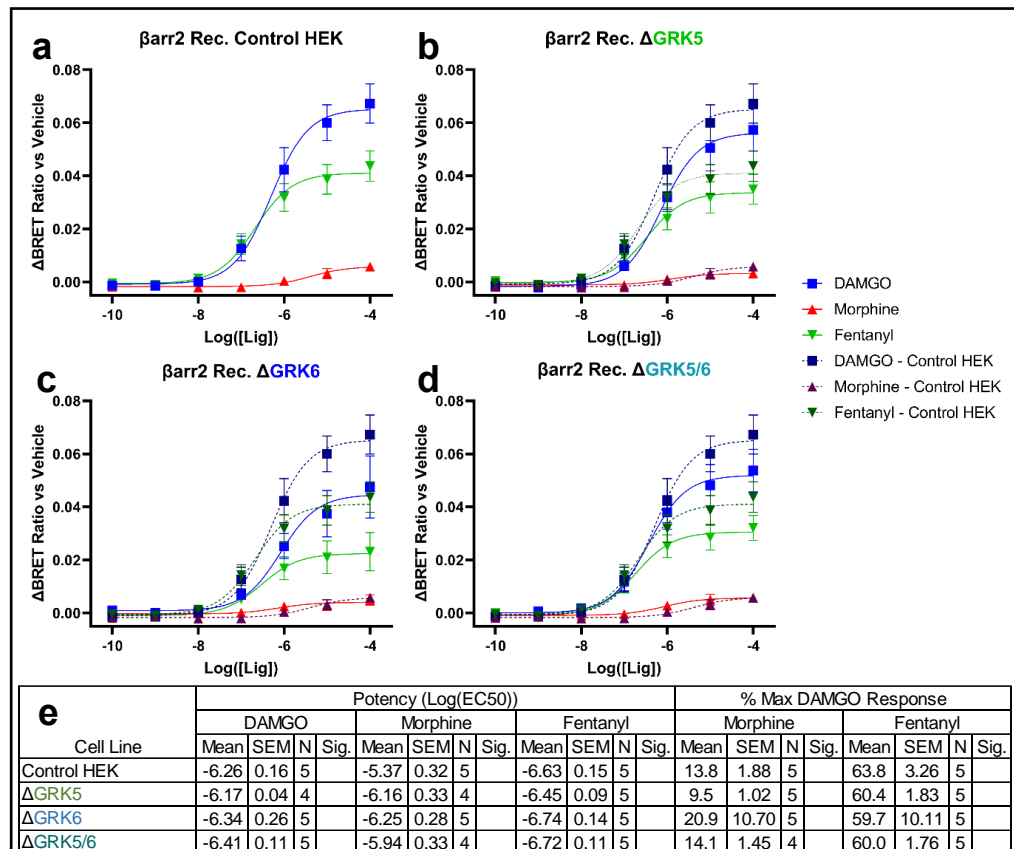 a
βarr2 Rec. Control HEK
ΔBRET Ratio vs Vehicle
0.08
0.06
0.04
0.02
0.00
-10 -8 -6 -4
Log([Lig])
b
βarr2 Rec. ΔGRK5
ΔBRET Ratio vs Vehicle
0.08
0.06
0.04
0.02
0.00
-10 -8 -6 -4
Log([Lig])
DAMGO
Morphine
Fentanyl
DAMGO - Control HEK
Morphine - Control HEK
Fentanyl - Control HEK
c
βarr2 Rec. ΔGRK6
ΔBRET Ratio vs Vehicle
0.08
0.06
0.04
0.02
0.00
-10 -8 -6 -4
Log([Lig])
d
βarr2 Rec. ΔGRK5/6
ΔBRET Ratio vs Vehicle
0.08
0.06
0.04
0.02
0.00
-10 -8 -6 -4
Log([Lig])
e
Potency (Log(EC50)) % Max DAMGO Response
DAMGO Morphine Fentanyl Morphine Fentanyl
Cell Line Mean SEM N Sig. Mean SEM N Sig. Mean SEM N Sig. Mean SEM N Sig. Mean SEM N Sig.
Control HEK -6.26 0.16 5 -5.37 0.32 5 -6.63 0.15 5 13.8 1.88 5 63.8 3.26 5
ΔGRK5 -6.17 0.04 4 -6.16 0.33 4 -6.45 0.09 5 9.5 1.02 5 60.4 1.83 5
ΔGRK6 -6.34 0.26 5 -6.25 0.28 5 -6.74 0.14 5 20.9 10.70 5 59.7 10.11 5
ΔGRK5/6 -6.41 0.11 5 -5.94 0.33 4 -6.72 0.11 5 14.1 1.45 4 60.0 1.76 5